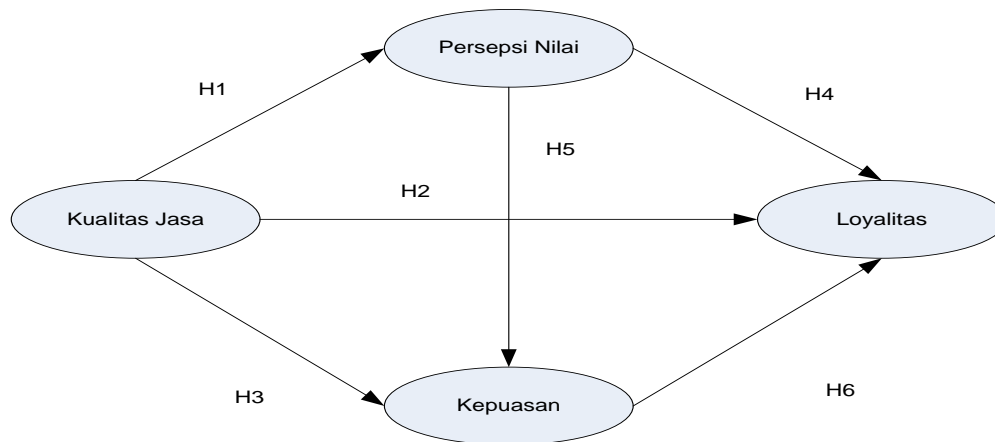 Persepsi Nilai
H1
H4
H5
H2
Kualitas Jasa
Loyalitas
H3
H6
Kepuasan